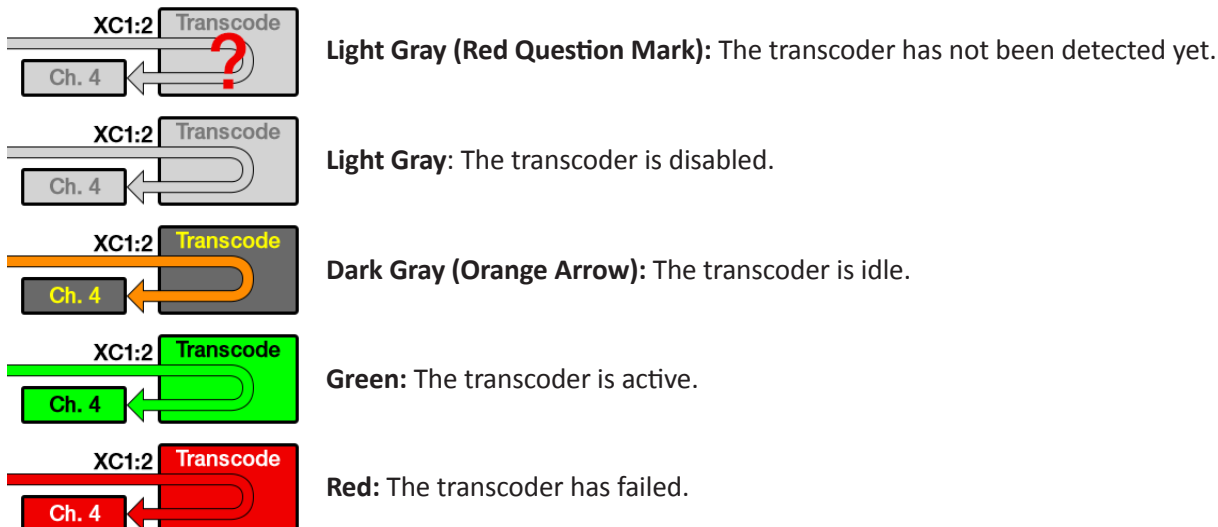 XC1:2 Transcode
?
Ch. 4
Light Gray (Red Question Mark): The transcoder has not been detected yet.
XC1:2 Transcode
Ch. 4
Light Gray: The transcoder is disabled.
XC1:2 Transcode
Ch. 4
Dark Gray (Orange Arrow): The transcoder is idle.
XC1:2 Transcode
Ch. 4
Green: The transcoder is active.
XC1:2 Transcode
Ch. 4
Red: The transcoder has failed.